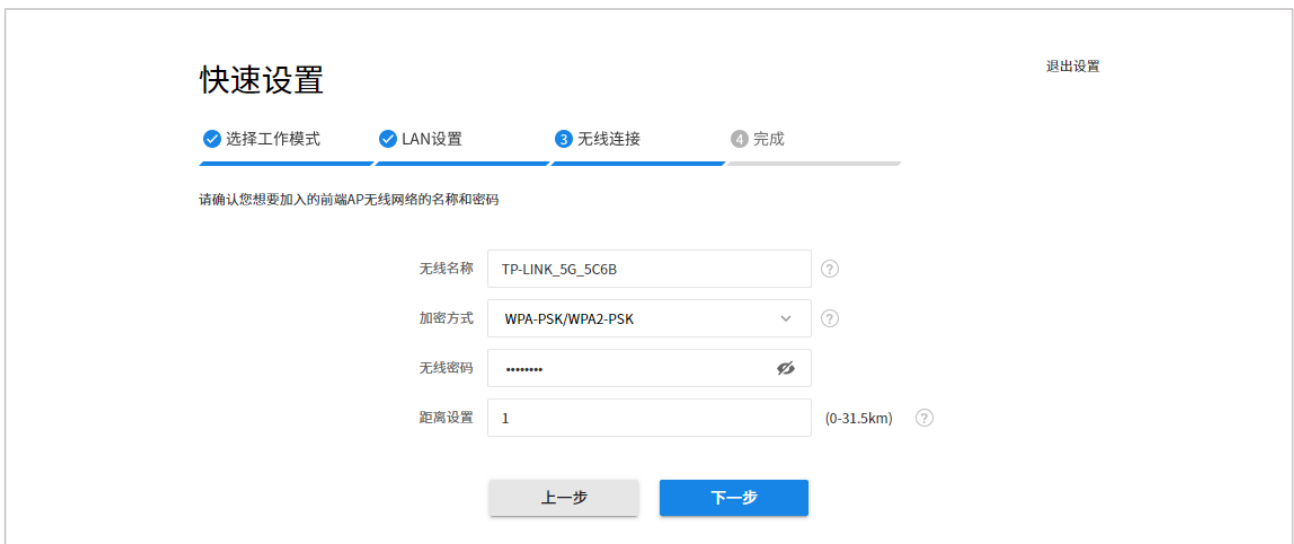 快速设置
退出设置
选择工作模式 LAN设置 3 无线连接 4 完成
请确认您想要加入的前端AP无线网络的名称和密码
无线名称 TP-LINK_5G_5C6B ?
加密方式 WPA-PSK/WPA2-PSK ?
无线密码 ••••••••
距离设置 1 (0-31.5km) ?
上一步 下一步